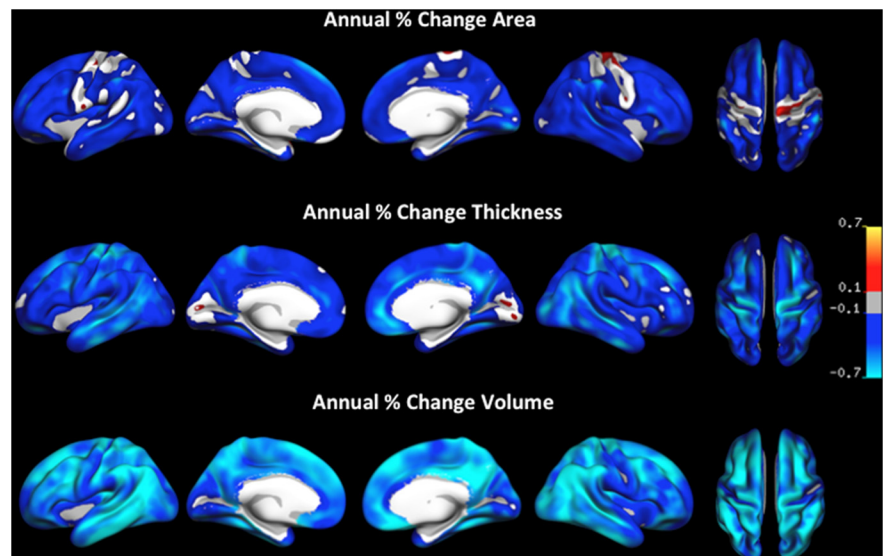 Annual % Change Area
Annual % Change Thickness
0.7
0.1
-0.1
-0.7
Annual % Change Volume